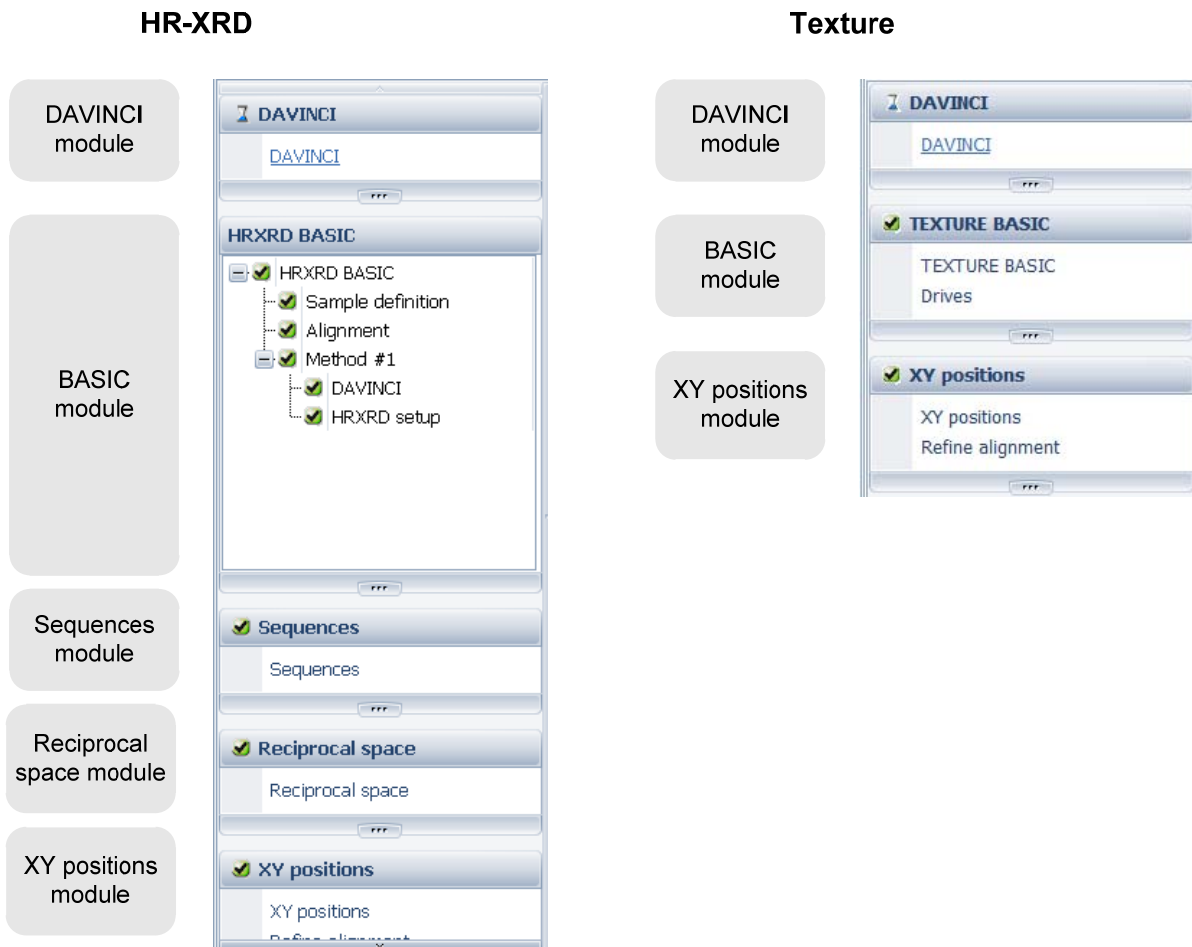 HR-XRD
DAVINCI
module
DAVINCI
DAVINCI
BASIC
module
HRXRD BASIC
HRXRD BASIC
Sample definition
Alignment
Method #1
DAVINCI
HRXRD setup
Sequences
module
Sequences
Sequences
Reciprocal
space module
Reciprocal space
Reciprocal space
XY positions
module
XY positions
XY positions
Refine alignment
Texture
DAVINCI
module
DAVINCI
DAVINCI
BASIC
module
TEXTURE BASIC
TEXTURE BASIC
Drives
XY positions
module
XY positions
XY positions
Refine alignment